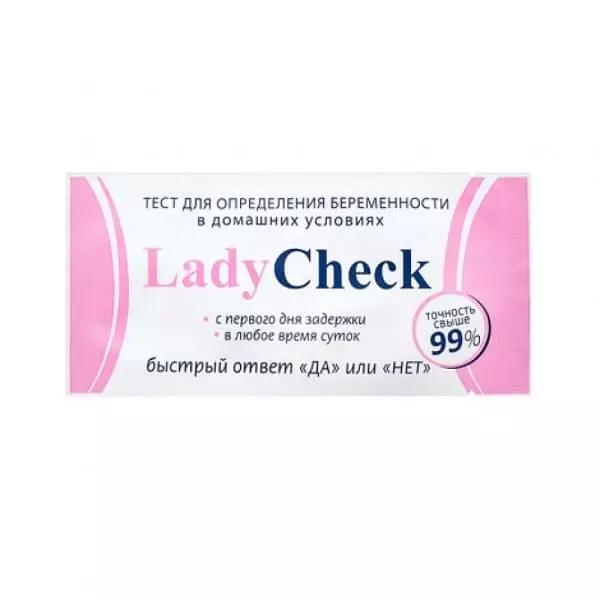 ТЕСТ ДЛЯ ОПРЕДЕЛЕНИЯ БЕРЕМЕННОСТИ
в домашних условиях
LadyCheck
• с первого дня задержки
• в любое время суток
точность
свыше
99%
быстрый ответ «ДА» или «НЕТ»